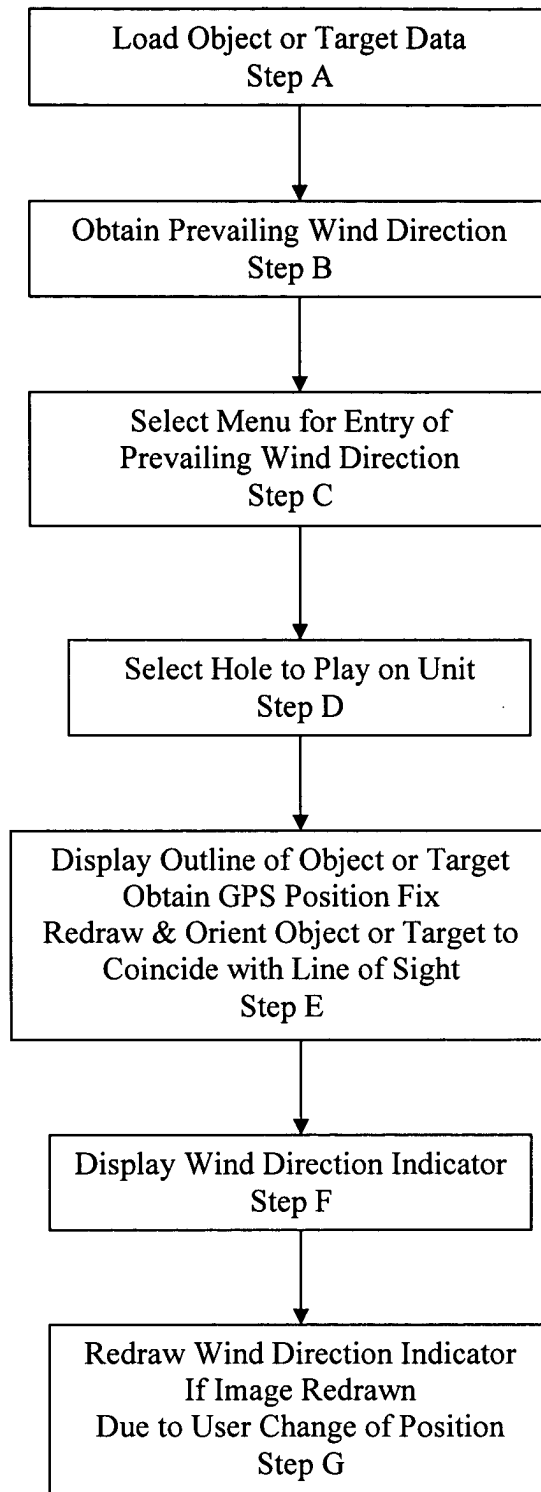 Load Object or Target Data
Step A
Obtain Prevailing Wind Direction
Step B
Select Menu for Entry of
Prevailing Wind Direction
Step C
Select Hole to Play on Unit
Step D
Display Outline of Object or Target
Obtain GPS Position Fix
Redraw & Orient Object or Target to
Coincide with Line of Sight
Step E
Display Wind Direction Indicator
Step F
Redraw Wind Direction Indicator
If Image Redrawn
Due to User Change of Position
Step G